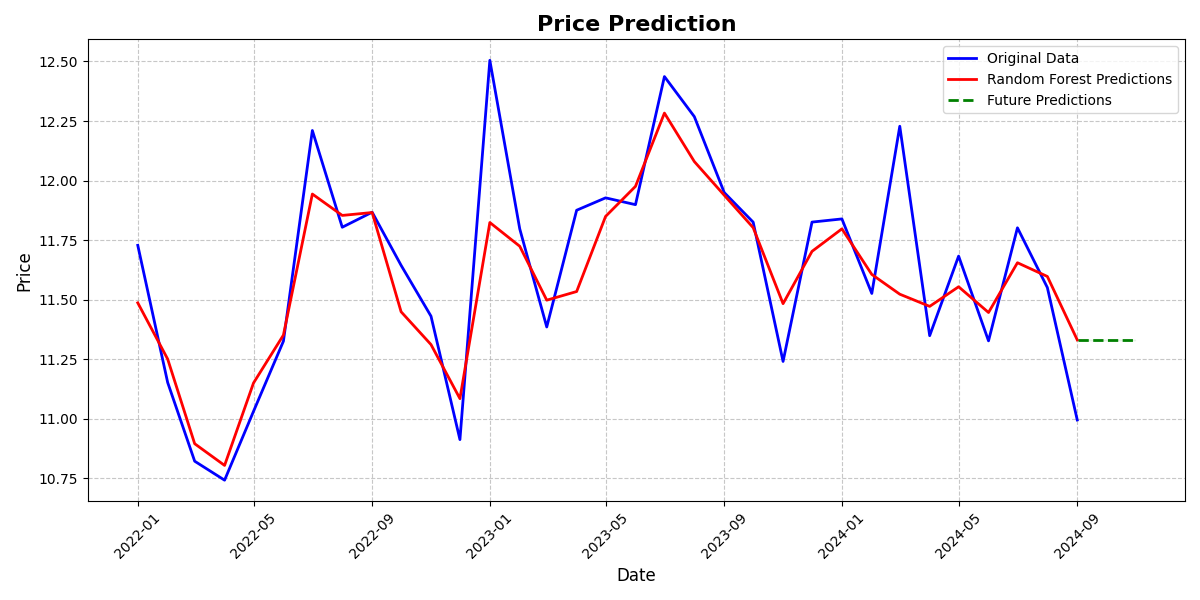 Price Prediction
Original Data
Random Forest Predictions
Future Predictions
Price
12.50
12.25
12.00
11.75
11.50
11.25
11.00
10.75
2022-01
2022-05
2022-09
2023-01
2023-05
2023-09
2024-01
2024-05
2024-09
Date